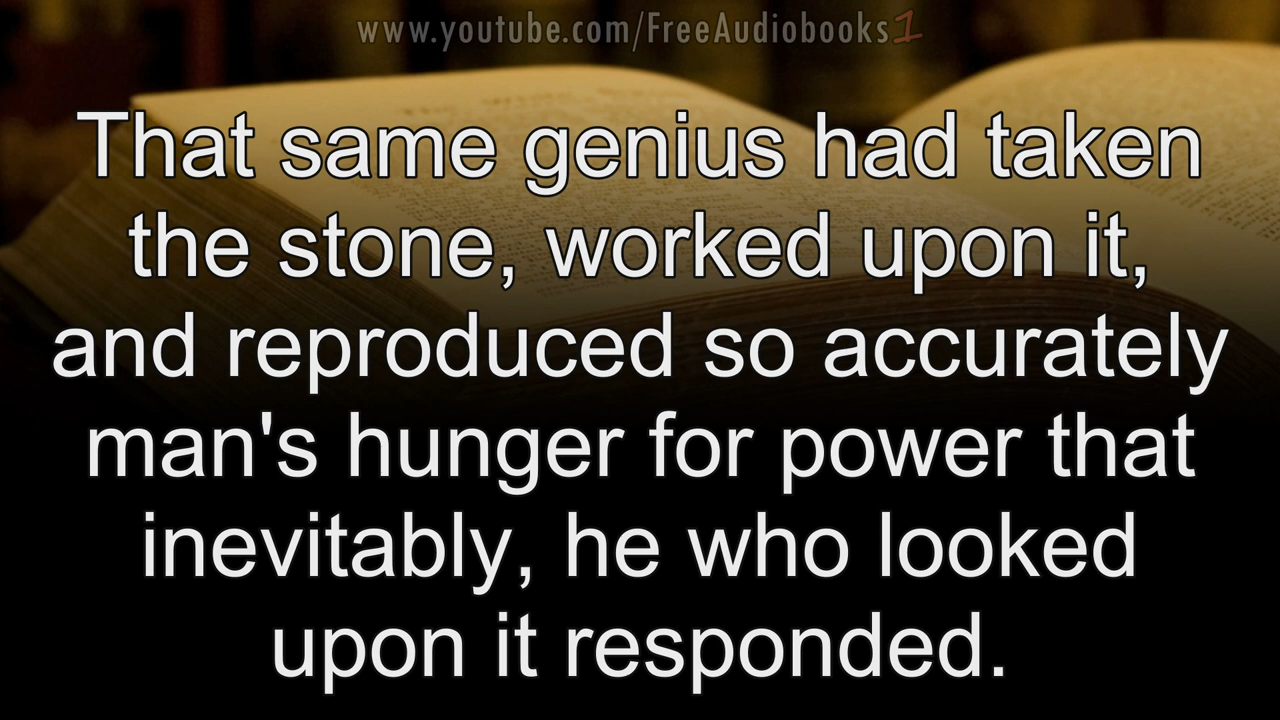 www.youtube.com/FreeAudiobooks1
That same genius had taken
the stone, worked upon it,
and reproduced so accurately
man's hunger for power that
inevitably, he who looked
upon it responded.